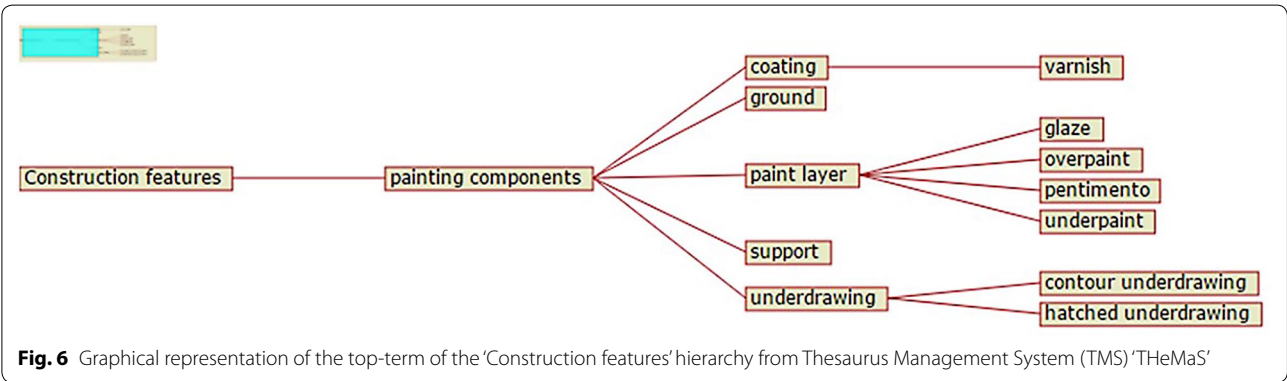 coating
varnish
ground
glaze
overpaint
Construction features
painting components
paint layer
pentimento
underpaint
support
contour underdrawing
underdrawing
hatched underdrawing
Fig. 6 Graphical representation of the top-term of the ‘Construction features’ hierarchy from Thesaurus Management System (TMS) ‘THeMaS’